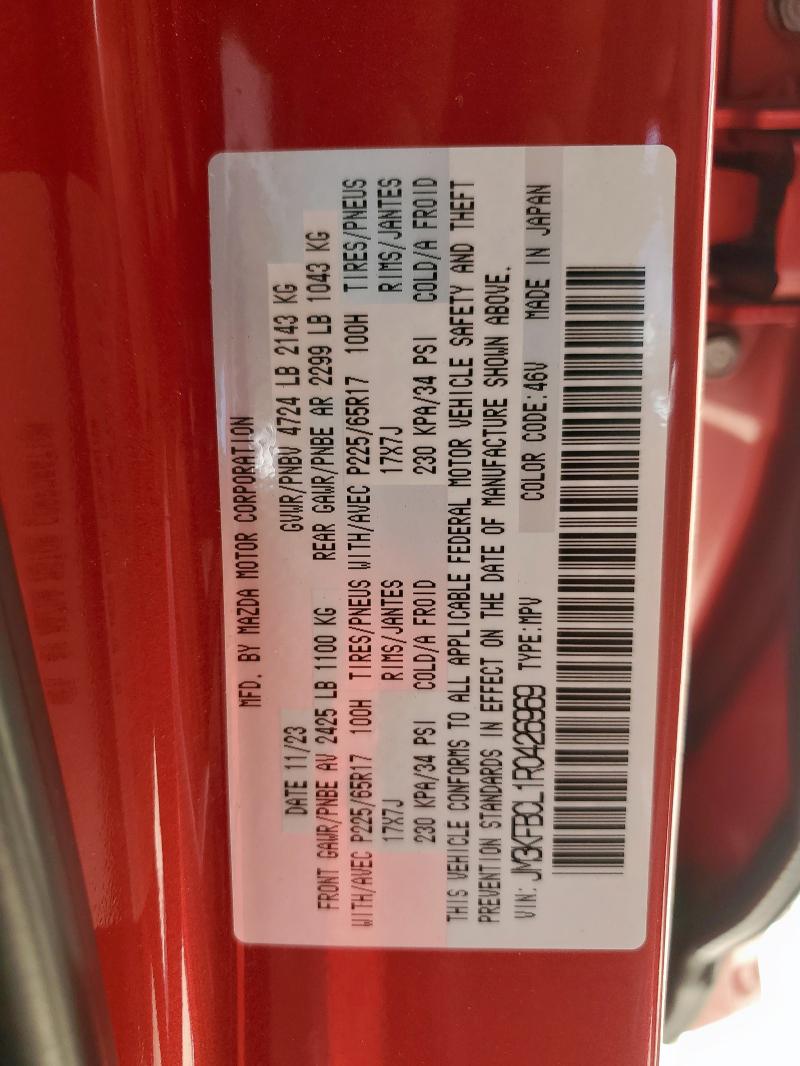 MFD. BY MAZDA MOTOR CORPORATION
DATE 11/23 GVWR/PNBV 4724 LB 2143 KG
FRONT GAWR/PNBE AV 2425 LB 1100 KG REAR GAWR/PNBE AR 2299 LB 1043 KG
WITH/AVEC P225/65R17 100H TIRES/PNEUS WITH/AVEC P225/65R17 100H TIRES/PNEUS
17X7J RIMS/JANTES 17X7J RIMS/JANTES
230 KPA/34 PSI COLD/A FROID 230 KPA/34 PSI COLD/A FROID
THIS VEHICLE CONFORMS TO ALL APPLICABLE FEDERAL MOTOR VEHICLE SAFETY AND THEFT
PREVENTION STANDARDS IN EFFECT ON THE DATE OF MANUFACTURE SHOWN ABOVE.
VIN: JM3KFBCL1R0426969 TYPE:MPV COLOR CODE:46V MADE IN JAPAN